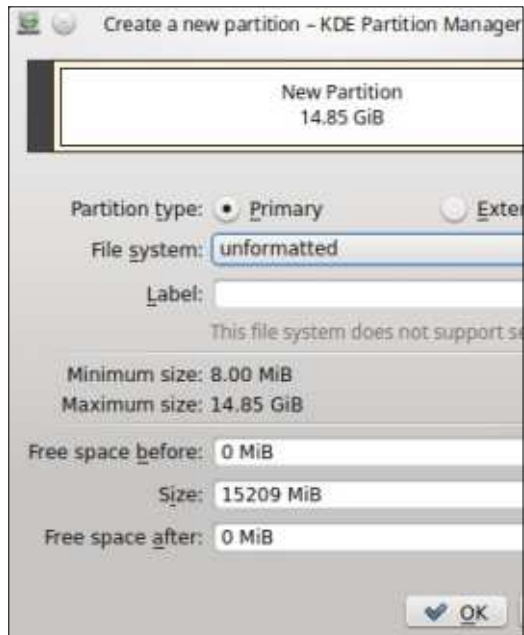 Create a new partition – KDE Partition Manager
New Partition
14.85 GiB
Partition type: Primary
File system: unformatted
Label:
This file system does not support
Minimum size: 8.00 MiB
Maximum size: 14.85 GiB
Free space before: 0 MiB
Size: 15209 MiB
Free space after: 0 MiB
OK